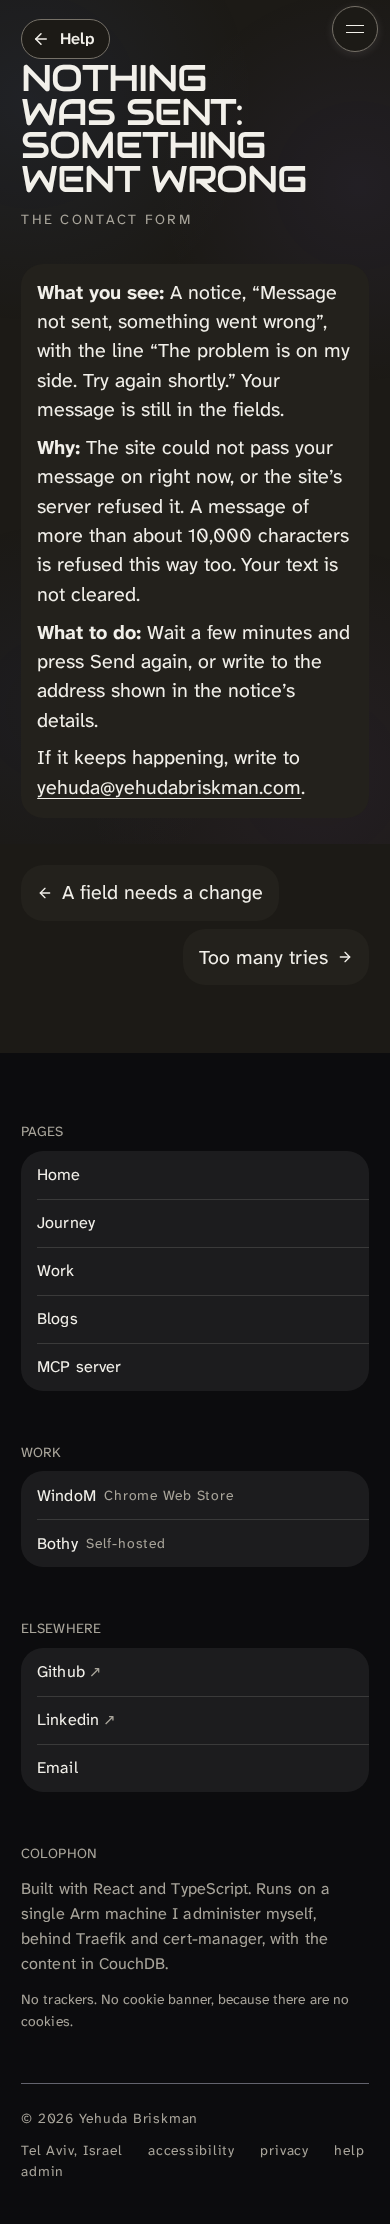 ← Help
NOTHING
WAS SENT:
SOMETHING
WENT WRONG
THE CONTACT FORM
What you see: A notice, “Message
not sent, something went wrong”,
with the line “The problem is on my
side. Try again shortly.” Your
message is still in the fields.
Why: The site could not pass your
message on right now, or the site’s
server refused it. A message of
more than about 10,000 characters
is refused this way too. Your text is
not cleared.
What to do: Wait a few minutes and
press Send again, or write to the
address shown in the notice’s
details.
If it keeps happening, write to
yehuda@yehudabriskman.com.
← A field needs a change
Too many tries →
PAGES
Home
Journey
Work
Blogs
MCP server
WORK
WindoM Chrome Web Store
Bothy Self-hosted
ELSEWHERE
Github ↗
Linkedin ↗
Email
COLOPHON
Built with React and TypeScript. Runs on a
single Arm machine I administer myself,
behind Traefik and cert-manager, with the
content in CouchDB.
No trackers. No cookie banner, because there are no
cookies.
© 2026 Yehuda Briskman
Tel Aviv, Israel accessibility privacy help
admin